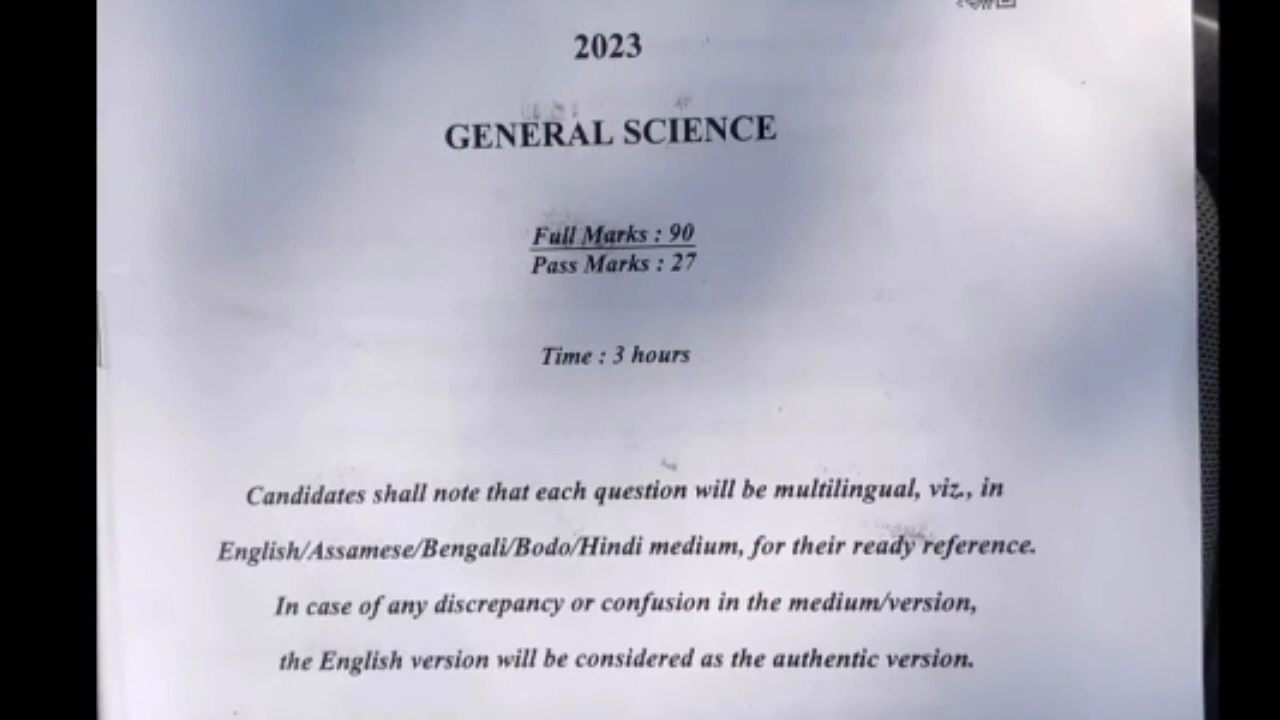 2023
GENERAL SCIENCE
Full Marks : 90
Pass Marks : 27
Time : 3 hours
Candidates shall note that each question will be multilingual, viz., in
English/Assamese/Bengali/Bodo/Hindi medium, for their ready reference.
In case of any discrepancy or confusion in the medium/version,
the English version will be considered as the authentic version.